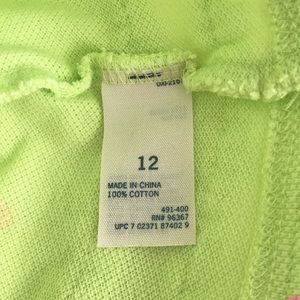 12
MADE IN CHINA
100% COTTON
491-400
RN# 96367
UPC 7 02371 87402 9